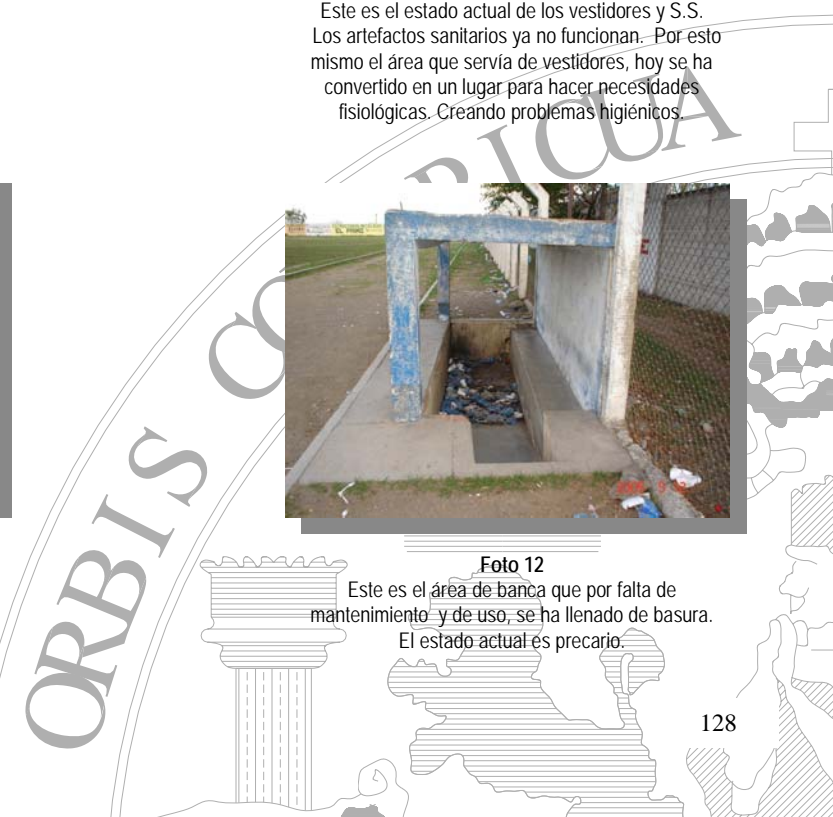 Este es el estado actual de los vestidores y S.S.
Los artefactos sanitarios ya no funcionan. Por esto
mismo el área que servía de vestidores, hoy se ha
convertido en un lugar para hacer necesidades
fisiológicas. Creando problemas higiénicos.
ORBIS
Foto 12
Este es el área de banca que por falta de
mantenimiento y de uso, se ha llenado de basura.
El estado actual es precario.
128